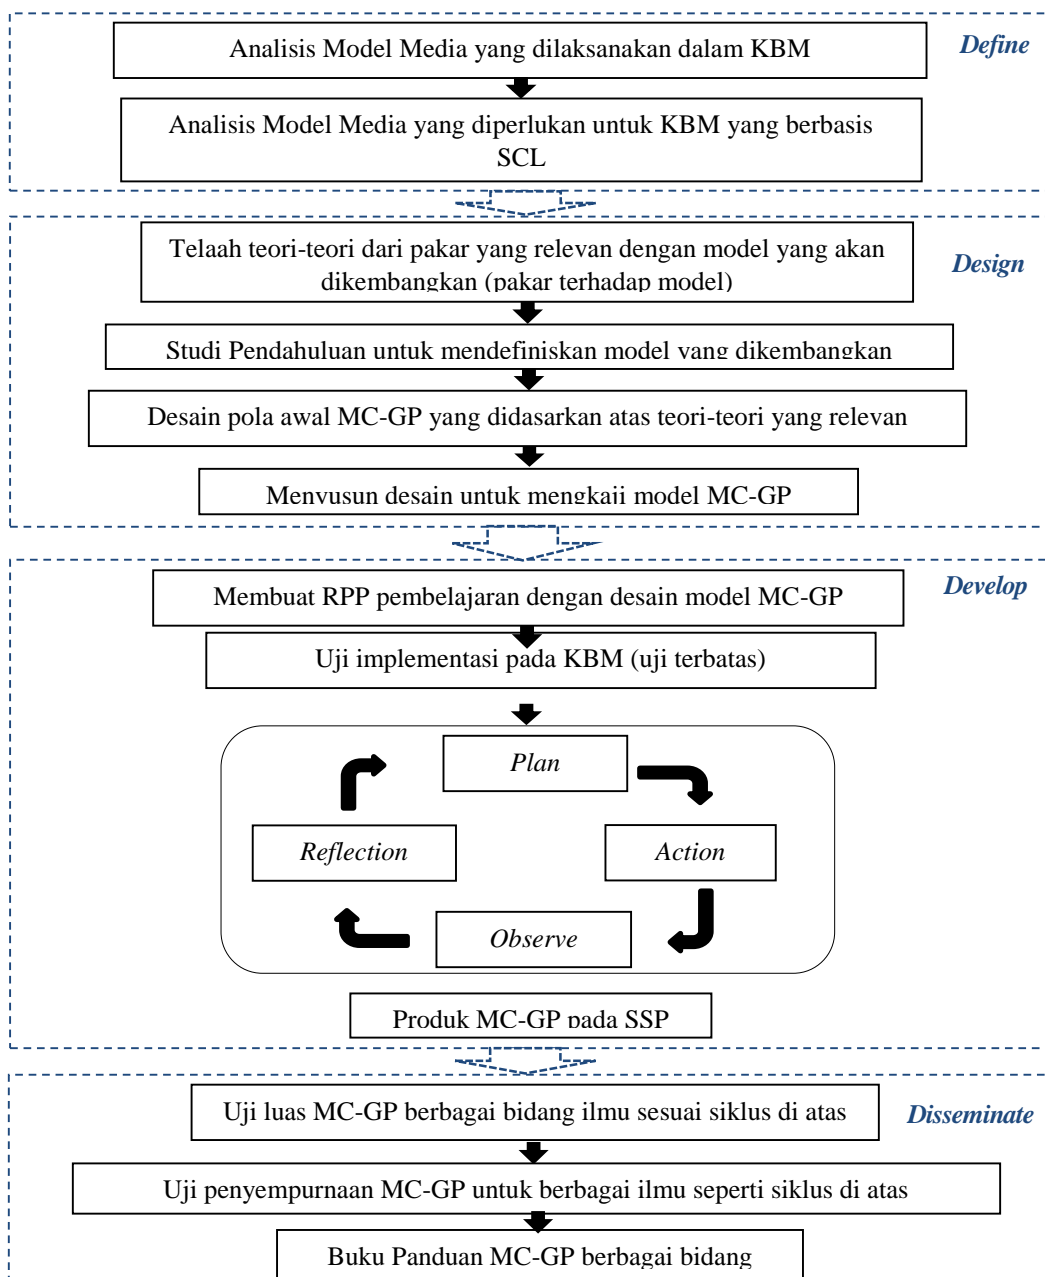 Analisis Model Media yang dilaksanakan dalam KBM
Define
Analisis Model Media yang diperlukan untuk KBM yang berbasis
SCL
Telaah teori-teori dari pakar yang relevan dengan model yang akan
dikembangkan (pakar terhadap model)
Design
Studi Pendahuluan untuk mendefiniskan model yang dikembangkan
Desain pola awal MC-GP yang didasarkan atas teori-teori yang relevan
Menyusun desain untuk mengkaji model MC-GP
Develop
Membuat RPP pembelajaran dengan desain model MC-GP
Uji implementasi pada KBM (uji terbatas)
Plan
Reflection
Action
Observe
Produk MC-GP pada SSP
Uji luas MC-GP berbagai bidang ilmu sesuai siklus di atas
Disseminate
Uji penyempurnaan MC-GP untuk berbagai ilmu seperti siklus di atas
Buku Panduan MC-GP berbagai bidang